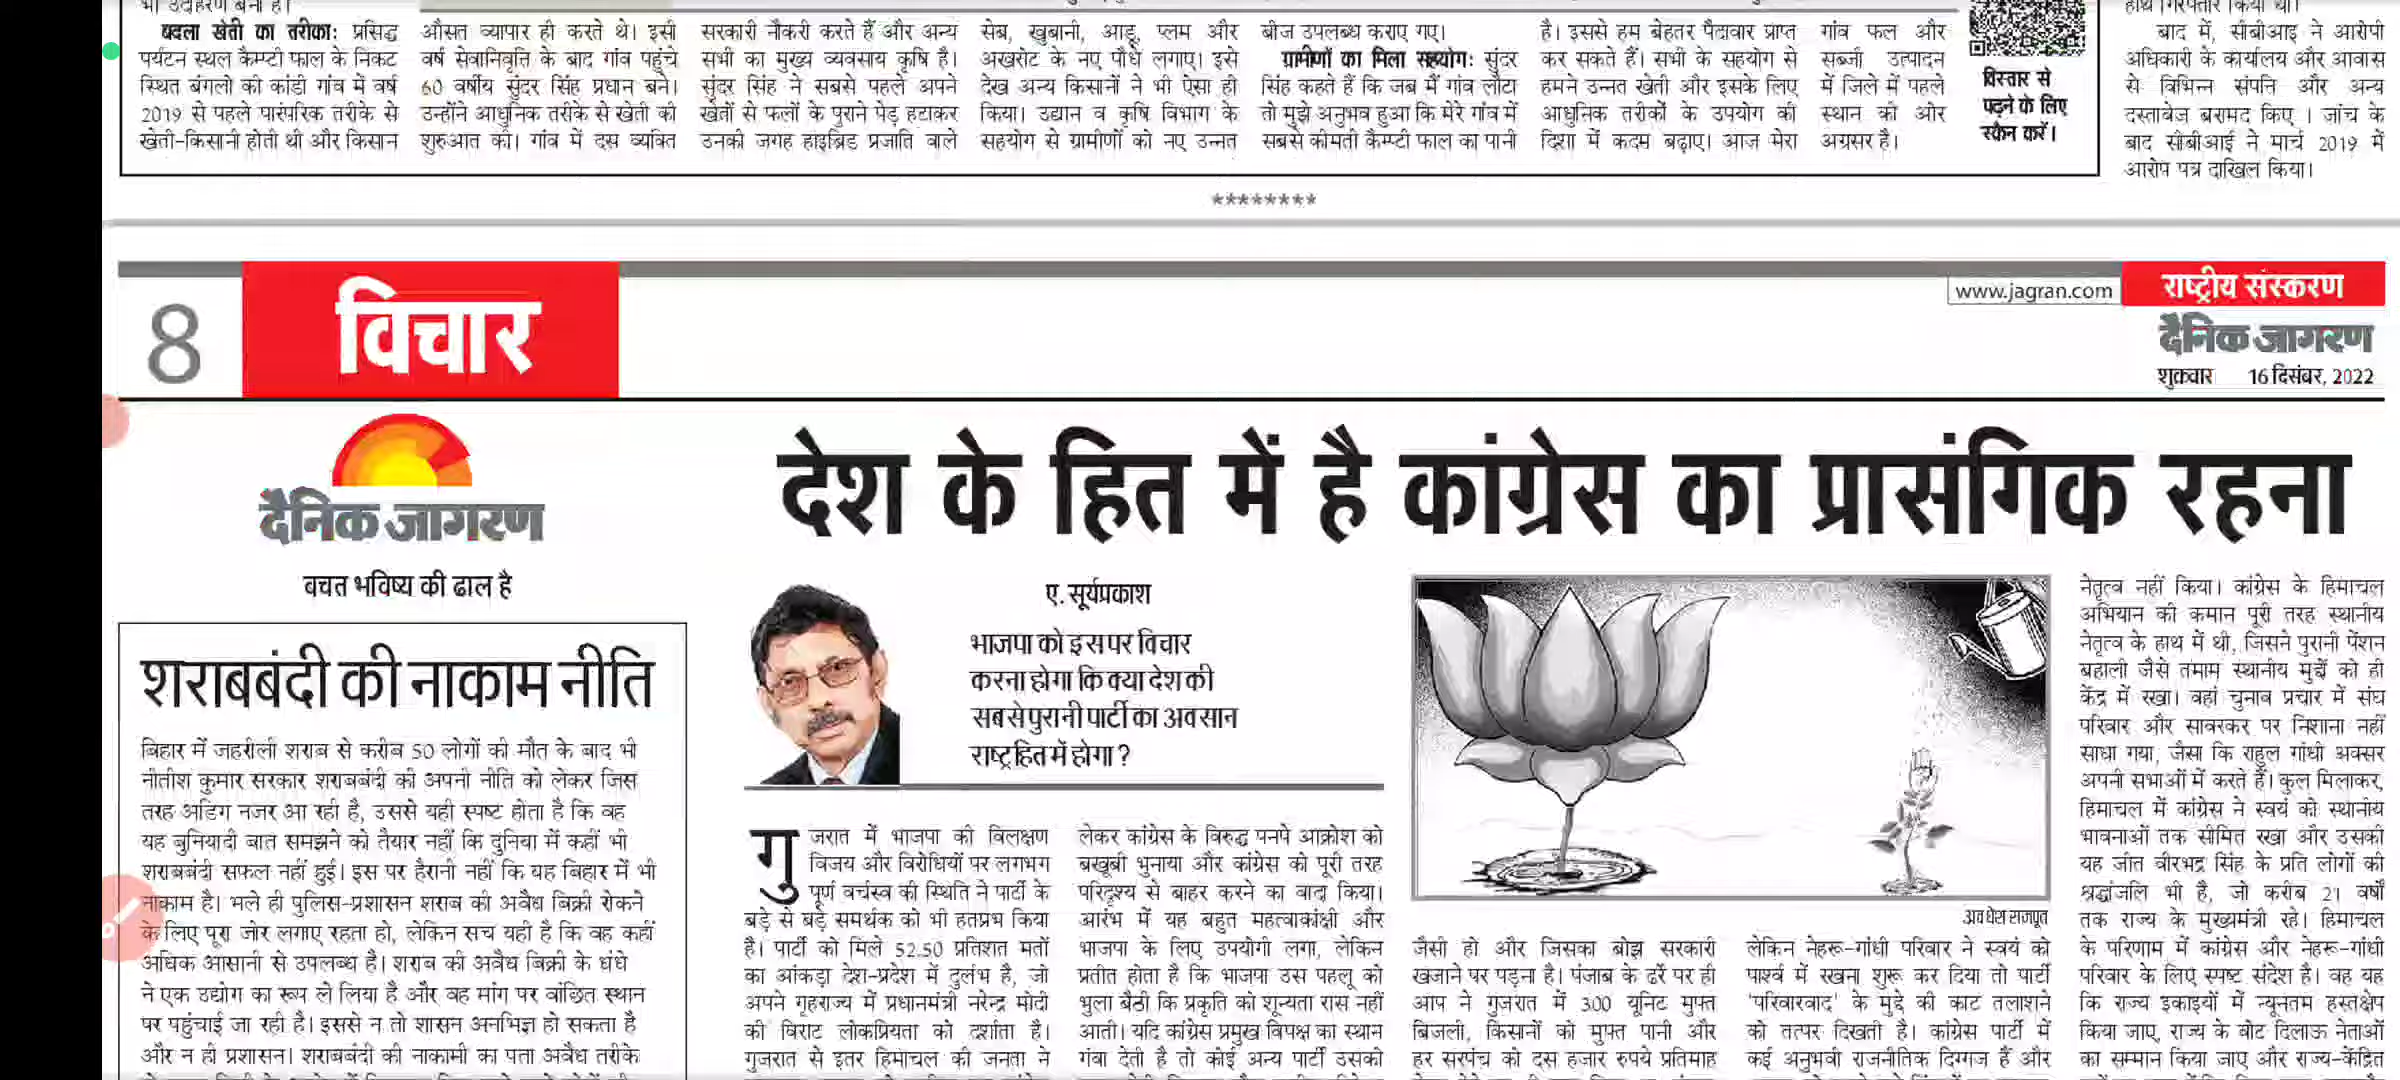 बदला खेती का तरीका: प्रसिद्ध
पर्यटन स्थल कैम्प्टी फाल के निकट
स्थित बंगलो की कांडी गांव में वर्ष
2019 से पहले पारंपरिक तरीके से
खेती-किसानी होती थी और किसान
औसत व्यापार ही करते थे। इसी
वर्ष सेवानिवृत्ति के बाद गांव पहुंचे
60 वर्षीय सुंदर सिंह प्रधान बने।
उन्होंने आधुनिक तरीके से खेती की
शुरुआत की। गांव में दस व्यक्ति
सरकारी नौकरी करते हैं और अन्य
सभी का मुख्य व्यवसाय कृषि है।
सुंदर सिंह ने सबसे पहले अपने
खेतों से फलों के पुराने पेड़ हटाकर
उनकी जगह हाइब्रिड प्रजाति वाले
सेब, खुबानी, आडू, प्लम और
अखरोट के नए पौधे लगाए। इसे
देख अन्य किसानों ने भी ऐसा ही
किया। उद्यान व कृषि विभाग के
सहयोग से ग्रामीणों को नए उन्नत
बीज उपलब्ध कराए गए।
ग्रामीणों का मिला सहयोग: सुंदर
सिंह कहते हैं कि जब मैं गांव लौटा
तो मुझे अनुभव हुआ कि मेरे गांव में
सबसे कीमती कैम्प्टी फाल का पानी
है। इससे हम बेहतर पैदावार प्राप्त
कर सकते हैं। सभी के सहयोग से
हमने उन्नत खेती और इसके लिए
आधुनिक तरीकों के उपयोग की
दिशा में कदम बढ़ाए। आज मेरा
गांव फल और
सब्जी उत्पादन
में जिले में पहले
स्थान की ओर
अग्रसर है।
विस्तार से
पढ़ने के लिए
स्कैन करें।
बाद में, सीबीआइ ने आरोपी
अधिकारी के कार्यालय और आवास
से विभिन्न संपत्ति और अन्य
दस्तावेज बरामद किए । जांच के
बाद सीबीआइ ने मार्च 2019 में
आरोप पत्र दाखिल किया।
********
8
विचार
www.jagran.com
राष्ट्रीय संस्करण
दैनिक जागरण
शुक्रवार 16 दिसंबर, 2022
दैनिक जागरण
बचत भविष्य की ढाल है
शराबबंदी की नाकाम नीति
बिहार में जहरीली शराब से करीब 50 लोगों की मौत के बाद भी
नीतीश कुमार सरकार शराबबंदी की अपनी नीति को लेकर जिस
तरह अडिग नजर आ रही है, उससे यही स्पष्ट होता है कि वह
यह बुनियादी बात समझने को तैयार नहीं कि दुनिया में कहीं भी
शराबबंदी सफल नहीं हुई। इस पर हैरानी नहीं कि यह बिहार में भी
नाकाम है। भले ही पुलिस-प्रशासन शराब की अवैध बिक्री रोकने
के लिए पूरा जोर लगाए रहता हो, लेकिन सच यही है कि वह कहीं
अधिक आसानी से उपलब्ध है। शराब की अवैध बिक्री के धंधे
ने एक उद्योग का रूप ले लिया है और वह मांग पर वांछित स्थान
पर पहुंचाई जा रही है। इससे न तो शासन अनभिज्ञ हो सकता है
और न ही प्रशासन। शराबबंदी की नाकामी का पता अवैध तरीके
देश के हित में है कांग्रेस का प्रासंगिक रहना
ए. सूर्यप्रकाश
भाजपा को इस पर विचार
करना होगा कि क्या देश की
सबसे पुरानी पार्टी का अवसान
राष्ट्रहित में होगा?
गुजरात में भाजपा की विलक्षण
विजय और विरोधियों पर लगभग
पूर्ण वर्चस्व की स्थिति ने पार्टी के
बड़े से बड़े समर्थक को भी हतप्रभ किया
है। पार्टी को मिले 52.50 प्रतिशत मतों
का आंकड़ा देश-प्रदेश में दुर्लभ है, जो
अपने गृहराज्य में प्रधानमंत्री नरेन्द्र मोदी
की विराट लोकप्रियता को दर्शाता है।
गुजरात से इतर हिमाचल की जनता ने
लेकर कांग्रेस के विरुद्ध पनपे आक्रोश को
बखूबी भुनाया और कांग्रेस को पूरी तरह
परिदृश्य से बाहर करने का वादा किया।
आरंभ में यह बहुत महत्वाकांक्षी और
भाजपा के लिए उपयोगी लगा, लेकिन
प्रतीत होता है कि भाजपा उस पहलू को
भुला बैठी कि प्रकृति को शून्यता रास नहीं
आती। यदि कांग्रेस प्रमुख विपक्ष का स्थान
गंवा देती है तो कोई अन्य पार्टी उसकी
अवधेश राजपूत
जैसी हो और जिसका बोझ सरकारी
खजाने पर पड़ना है। पंजाब के ढर्रे पर ही
आप ने गुजरात में 300 यूनिट मुफ्त
बिजली, किसानों को मुफ्त पानी और
हर सरपंच को दस हजार रुपये प्रतिमाह
लेकिन नेहरू-गांधी परिवार ने स्वयं को
पार्श्व में रखना शुरू कर दिया तो पार्टी
'परिवारवाद' के मुद्दे की काट तलाशने
को तत्पर दिखती है। कांग्रेस पार्टी में
कई अनुभवी राजनीतिक दिग्गज हैं और
नेतृत्व नहीं किया। कांग्रेस के हिमाचल
अभियान की कमान पूरी तरह स्थानीय
नेतृत्व के हाथ में थी, जिसने पुरानी पेंशन
बहाली जैसे तमाम स्थानीय मुद्दों को ही
केंद्र में रखा। वहां चुनाव प्रचार में संघ
परिवार और सावरकर पर निशाना नहीं
साधा गया, जैसा कि राहुल गांधी अक्सर
अपनी सभाओं में करते हैं। कुल मिलाकर,
हिमाचल में कांग्रेस ने स्वयं को स्थानीय
भावनाओं तक सीमित रखा और उसकी
यह जीत वीरभद्र सिंह के प्रति लोगों की
श्रद्धांजलि भी है, जो करीब 21 वर्षों
तक राज्य के मुख्यमंत्री रहे। हिमाचल
के परिणाम में कांग्रेस और नेहरू-गांधी
परिवार के लिए स्पष्ट संदेश है। वह यह
कि राज्य इकाइयों में न्यूनतम हस्तक्षेप
किया जाए, राज्य के वोट दिलाऊ नेताओं
का सम्मान किया जाए और राज्य-केंद्रित